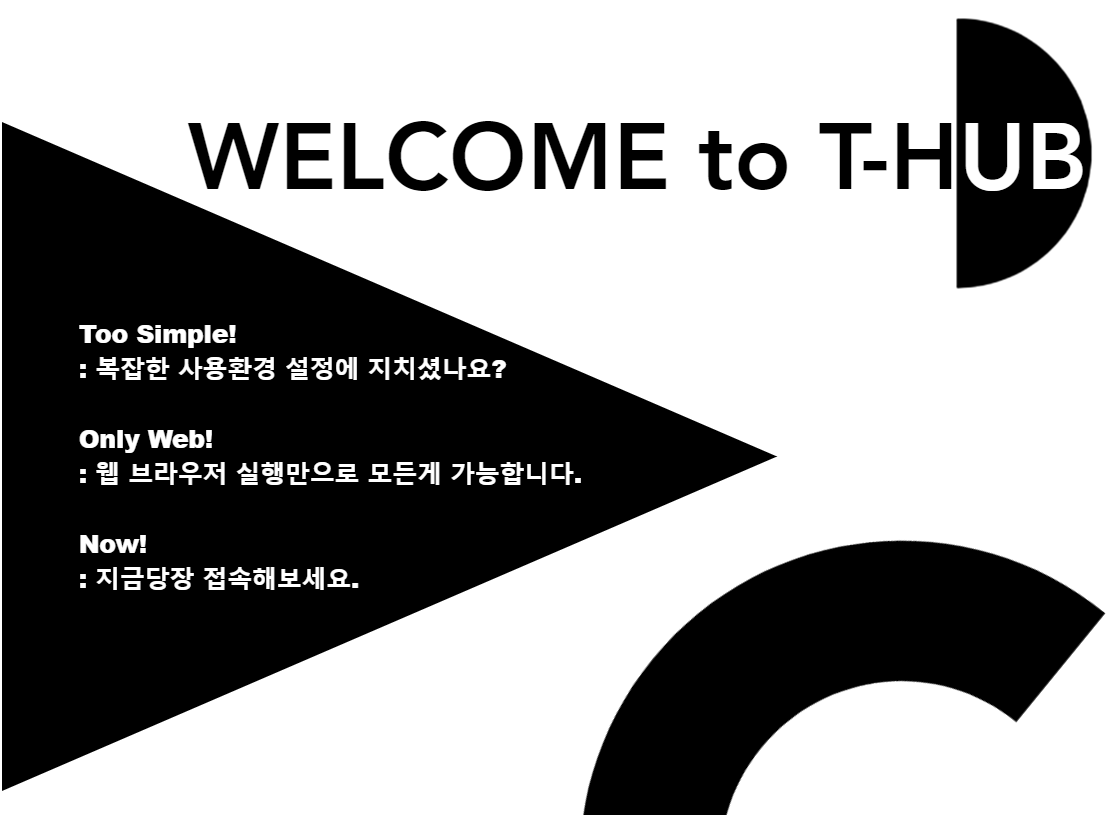 WELCOME to T-HUB
Too Simple!
: 복잡한 사용환경 설정에 지치셨나요?
Only Web!
: 웹 브라우저 실행만으로 모든게 가능합니다.
Now!
: 지금당장 접속해보세요.